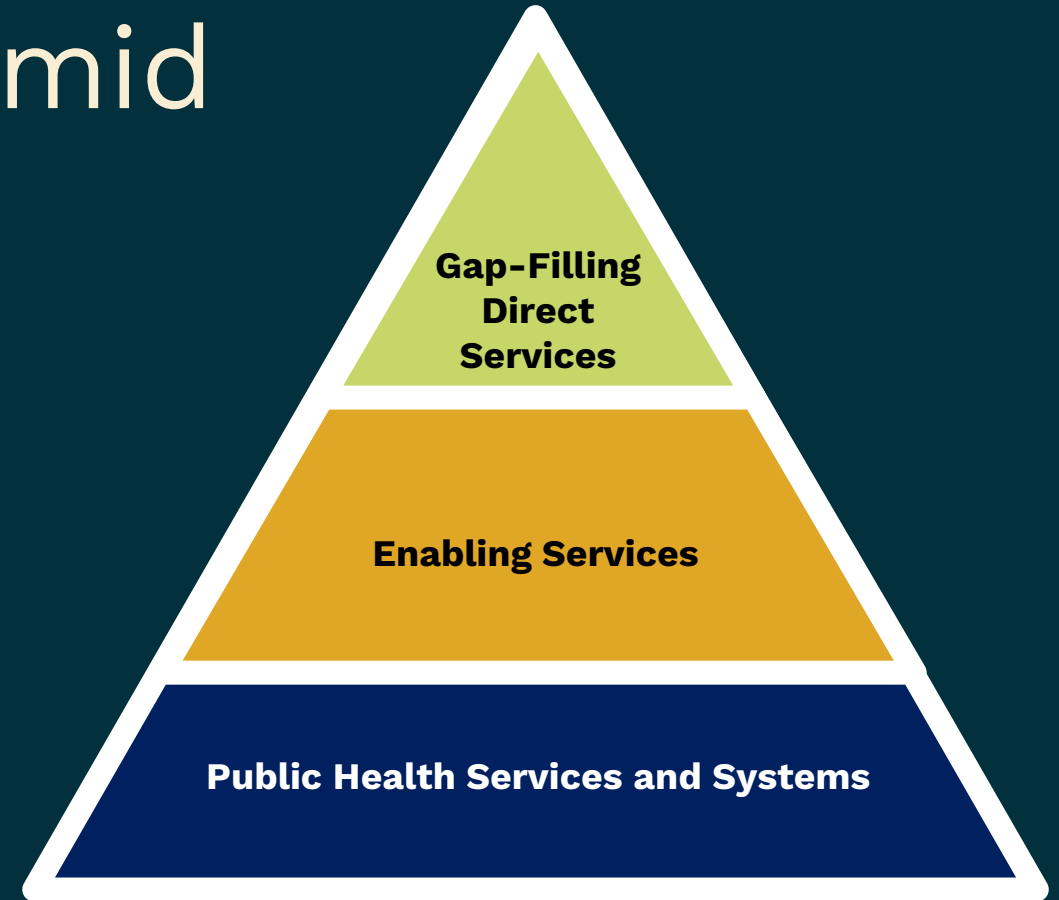 mid
Gap-Filling
Direct
Services
Enabling Services
Public Health Services and Systems